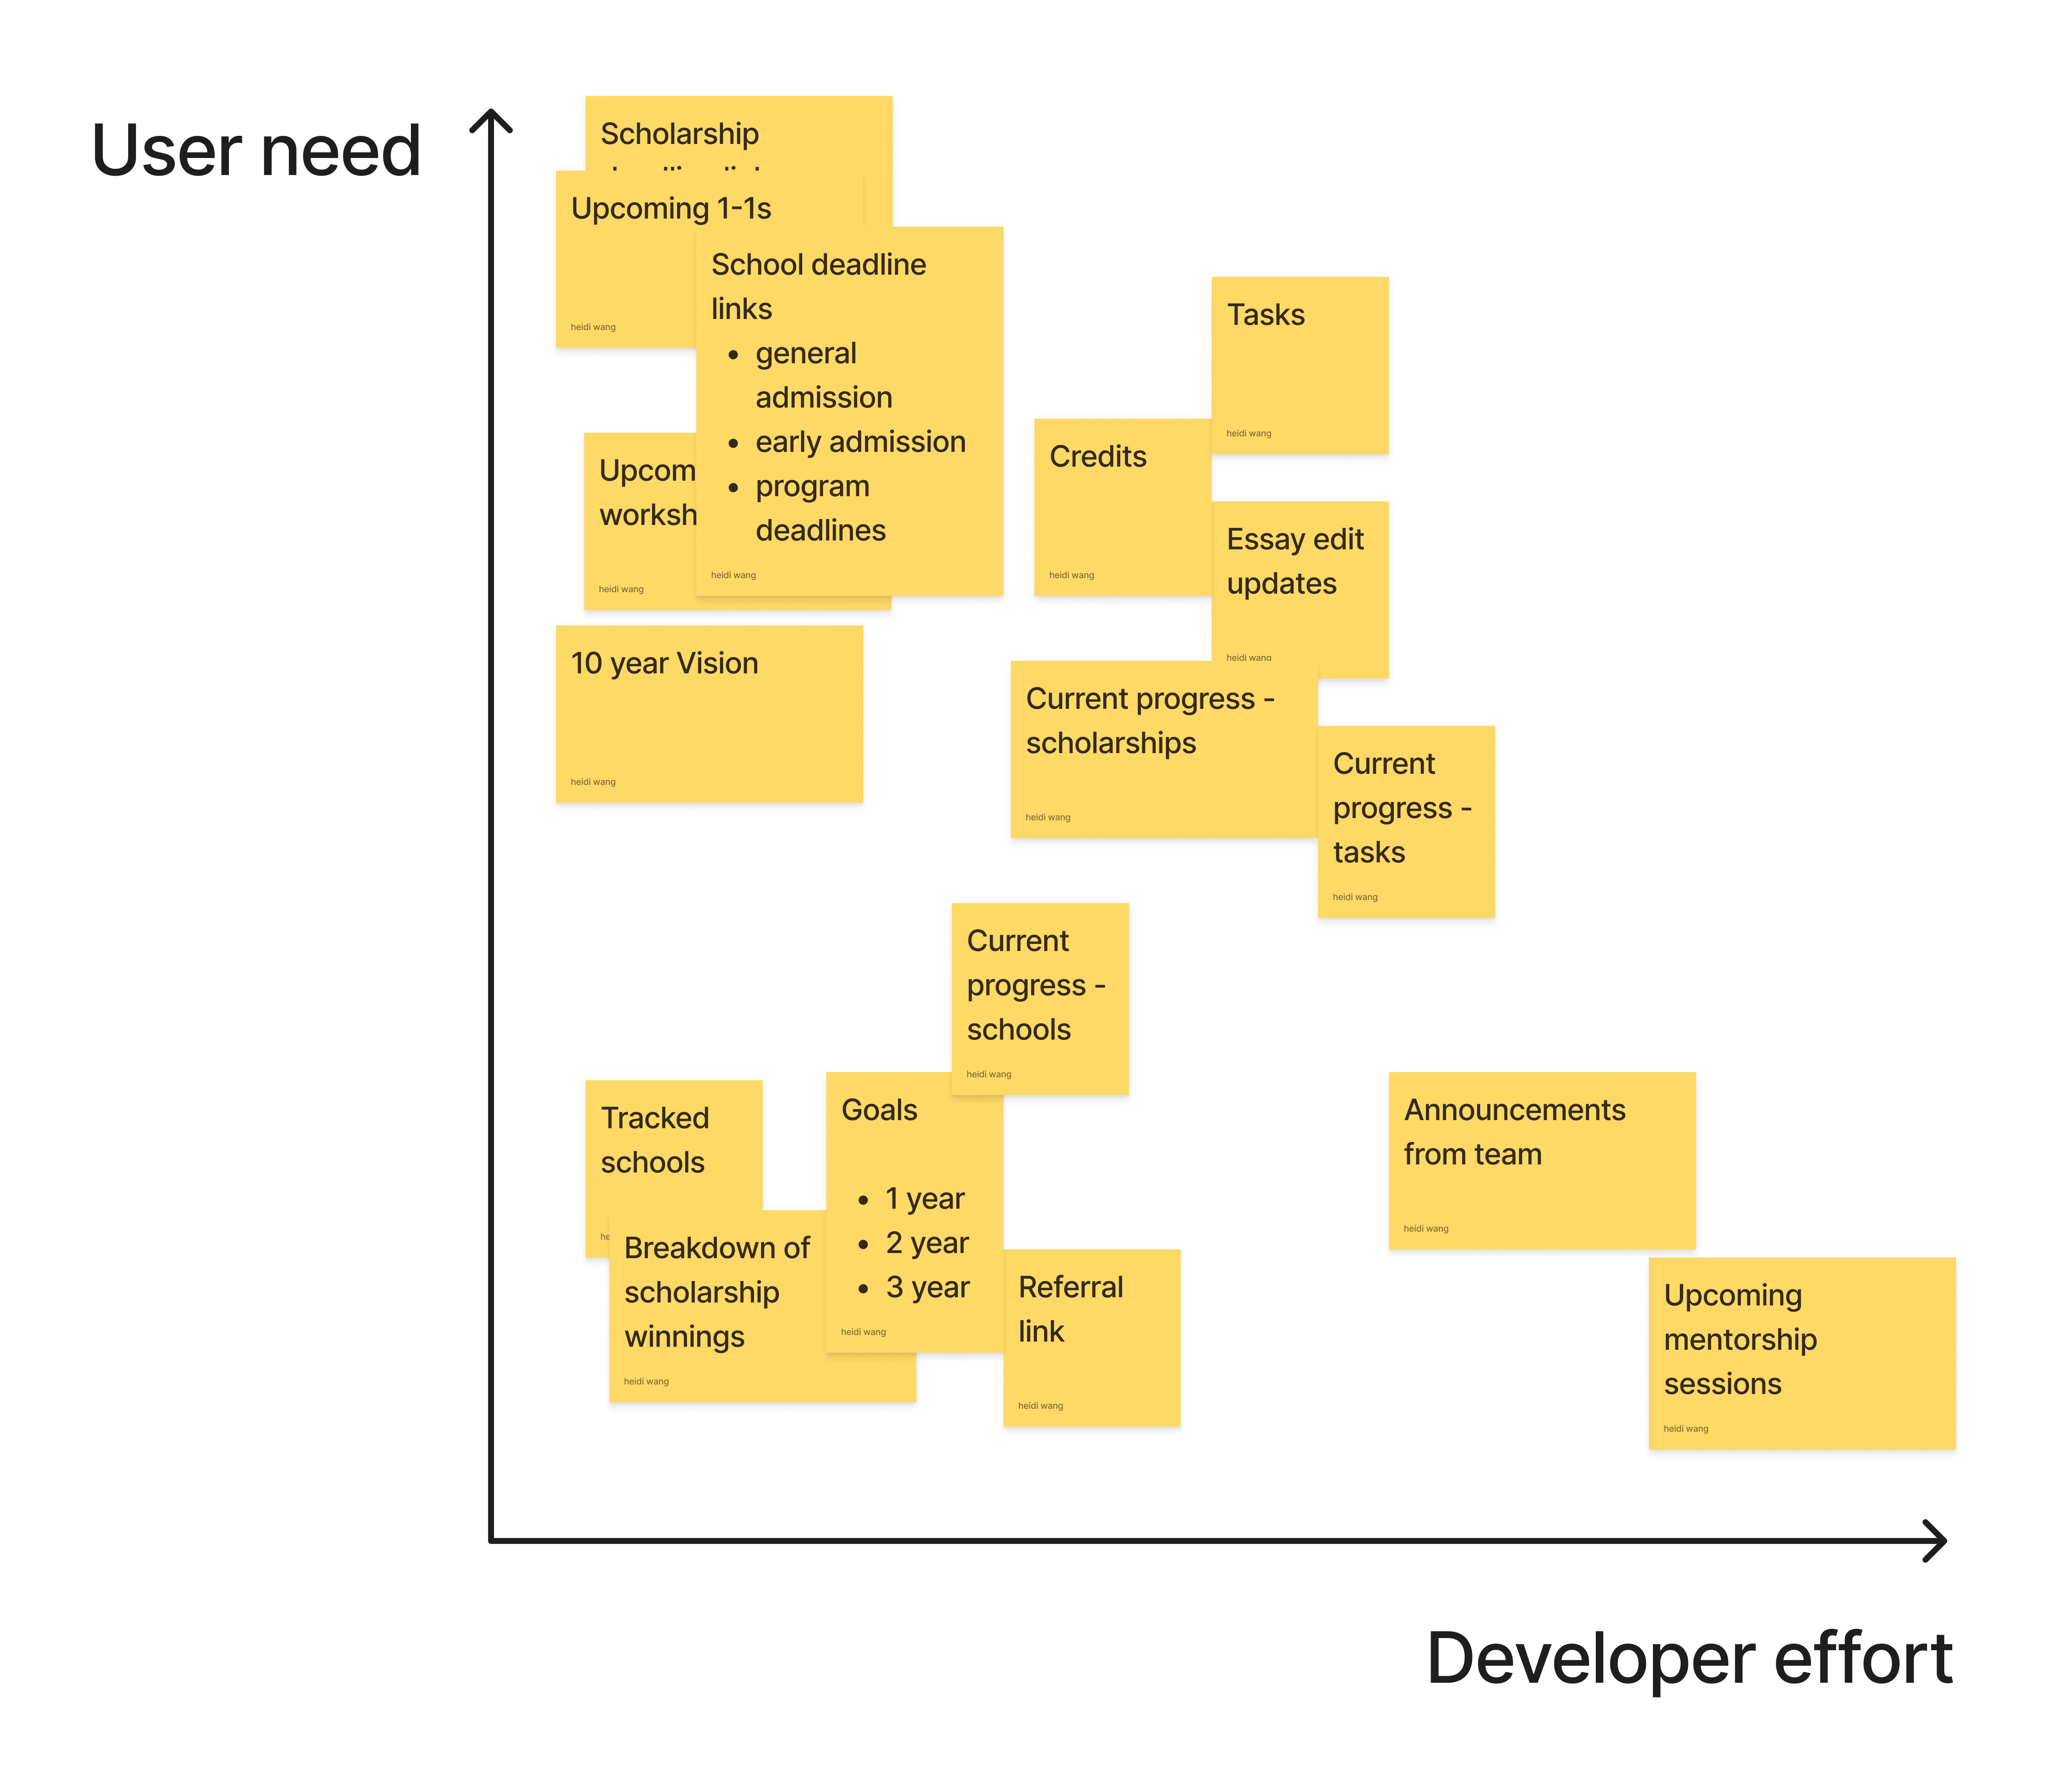 User need
Scholarship
Upcoming 1-1s
heidi wang
School deadline
links
• general
admission
• early admission
• program
deadlines
heidi wang
Tasks
heidi wang
Credits
heidi wang
Upcom
worksh
heidi wang
Essay edit
updates
heidi wang
10 year Vision
heidi wang
Current progress -
scholarships
heidi wang
Current
progress -
tasks
heidi wang
Current
progress -
schools
heidi wang
Tracked
schools
he
Breakdown of
scholarship
winnings
heidi wang
Goals
• 1 year
• 2 year
• 3 year
heidi wang
Referral
link
heidi wang
Announcements
from team
heidi wang
Upcoming
mentorship
sessions
heidi wang
Developer effort